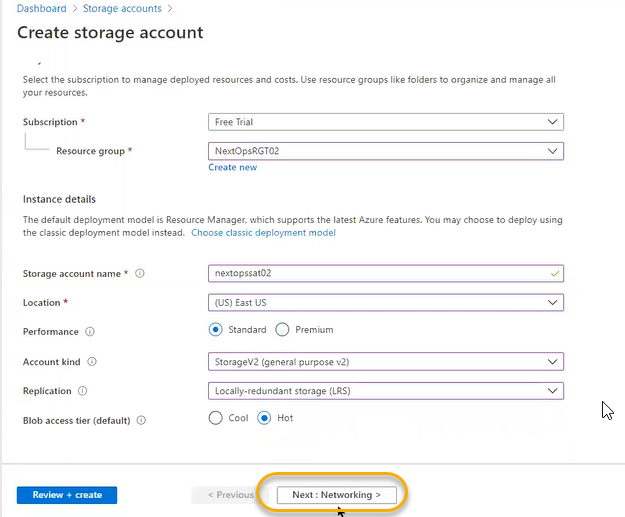 Dashboard > Storage accounts >
Create storage account
Select the subscription to manage deployed resources and costs. Use resource groups like folders to organize and manage all
your resources.
Subscription * Free Trial
Resource group * NextOpsRGT02
Create new
Instance details
The default deployment model is Resource Manager, which supports the latest Azure features. You may choose to deploy using
the classic deployment model instead. Choose classic deployment model
Storage account name * nextopssat02
Location * (US) East US
Performance Standard Premium
Account kind StorageV2 (general purpose v2)
Replication Locally-redundant storage (LRS)
Blob access tier (default) Cool Hot
Review + create < Previous Next : Networking >